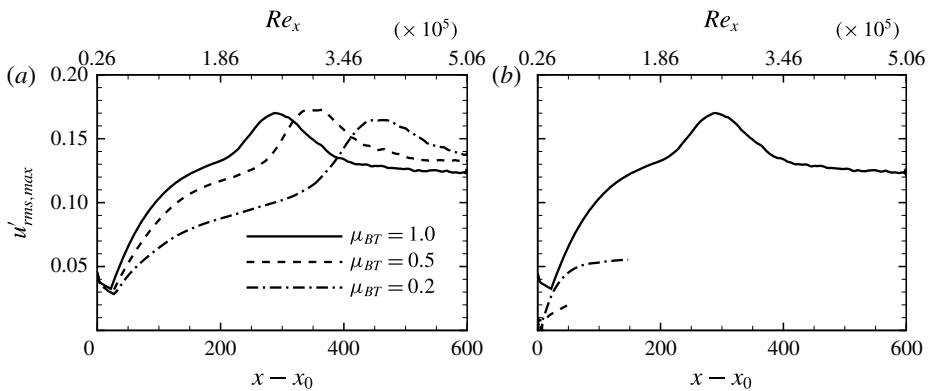 Re_x (× 10^5) Re_x (× 10^5)
0.26 1.86 3.46 5.06 0.26 1.86 3.46 5.06
(a) 0.20 (b)
0.15
0.10
0.05
u′_rms,max
μ_BT = 1.0
μ_BT = 0.5
μ_BT = 0.2
0 200 400 600 0 200 400 600
x − x_0 x − x_0